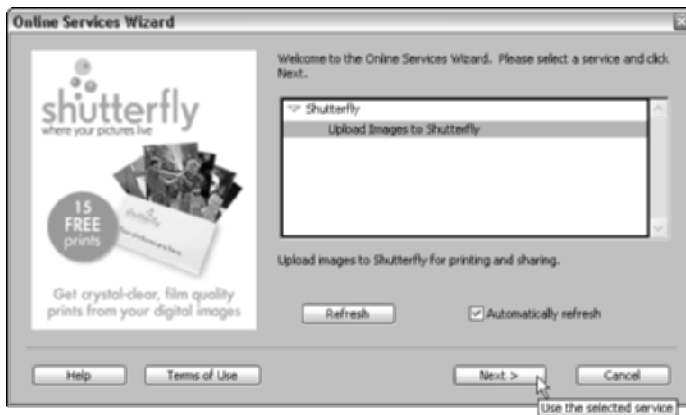 Online Services Wizard
Welcome to the Online Services Wizard. Please select a service and click
Next.
shutterfly
where your pictures live
Shutterfly
Upload Images to Shutterfly
15
FREE
prints
shutterfly
Upload images to Shutterfly for printing and sharing.
Get crystal-clear, film quality
prints from your digital images
Refresh
Automatically refresh
Help
Terms of Use
Next >
Cancel
Use the selected service